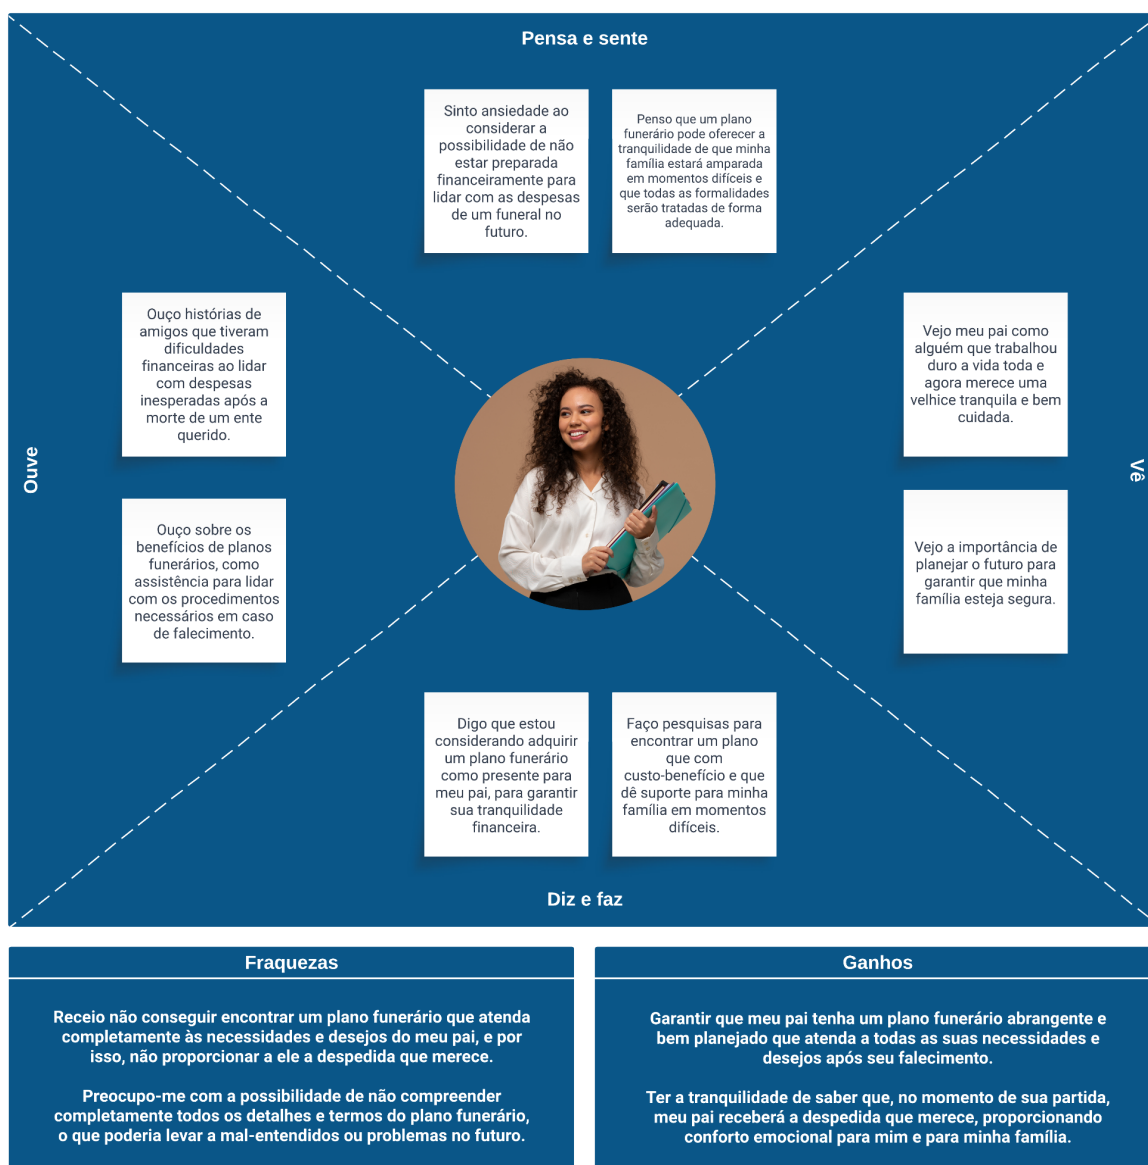 Pensa e sente
Sinto ansiedade ao
considerar a
possibilidade de não
estar preparada
financeiramente para
lidar com as despesas
de um funeral no
futuro.
Penso que um plano
funerário pode oferecer a
tranquilidade de que minha
família estará amparada
em momentos difíceis e
que todas as formalidades
serão tratadas de forma
adequada.
Ouve
Ouço histórias de
amigos que tiveram
dificuldades
financeiras ao lidar
com despesas
inesperadas após a
morte de um ente
querido.
Ouço sobre os
benefícios de planos
funerários, como
assistência para lidar
com os procedimentos
necessários em caso
de falecimento.
Vê
Vejo meu pai como
alguém que trabalhou
duro a vida toda e
agora merece uma
velhice tranquila e bem
cuidada.
Vejo a importância de
planejar o futuro para
garantir que minha
família esteja segura.
Digo que estou
considerando adquirir
um plano funerário
como presente para
meu pai, para garantir
sua tranquilidade
financeira.
Faço pesquisas para
encontrar um plano
que com
custo-benefício e que
dê suporte para minha
família em momentos
difíceis.
Diz e faz
Fraquezas
Receio não conseguir encontrar um plano funerário que atenda
completamente às necessidades e desejos do meu pai, e por
isso, não proporcionar a ele a despedida que merece.
Preocupo-me com a possibilidade de não compreender
completamente todos os detalhes e termos do plano funerário,
o que poderia levar a mal-entendidos ou problemas no futuro.
Ganhos
Garantir que meu pai tenha um plano funerário abrangente e
bem planejado que atenda a todas as suas necessidades e
desejos após seu falecimento.
Ter a tranquilidade de saber que, no momento de sua partida,
meu pai receberá a despedida que merece, proporcionando
conforto emocional para mim e para minha família.